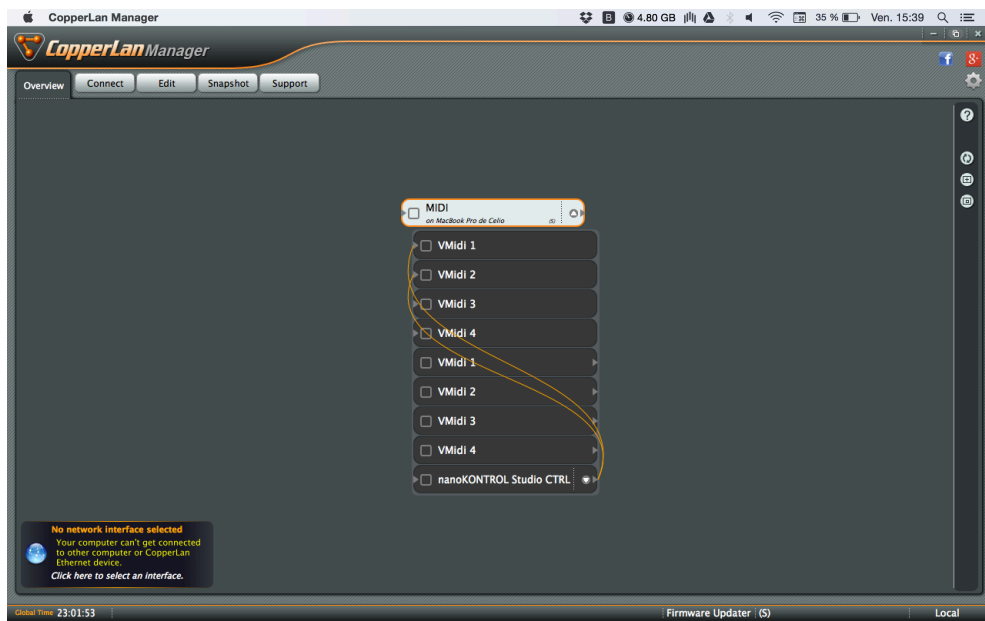 CopperLan Manager
B 4.80 GB 35 % Ven. 15:39
CopperLan Manager
f 8+
Overview Connect Edit Snapshot Support
?
MIDI
on MacBook Pro de Celio (S)
VMidi 1
VMidi 2
VMidi 3
VMidi 4
VMidi 1
VMidi 2
VMidi 3
VMidi 4
nanoKONTROL Studio CTRL
No network interface selected
Your computer can't get connected
to other computer or CopperLan
Ethernet device.
Click here to select an interface.
Global Time 23:01:53 Firmware Updater (S) Local